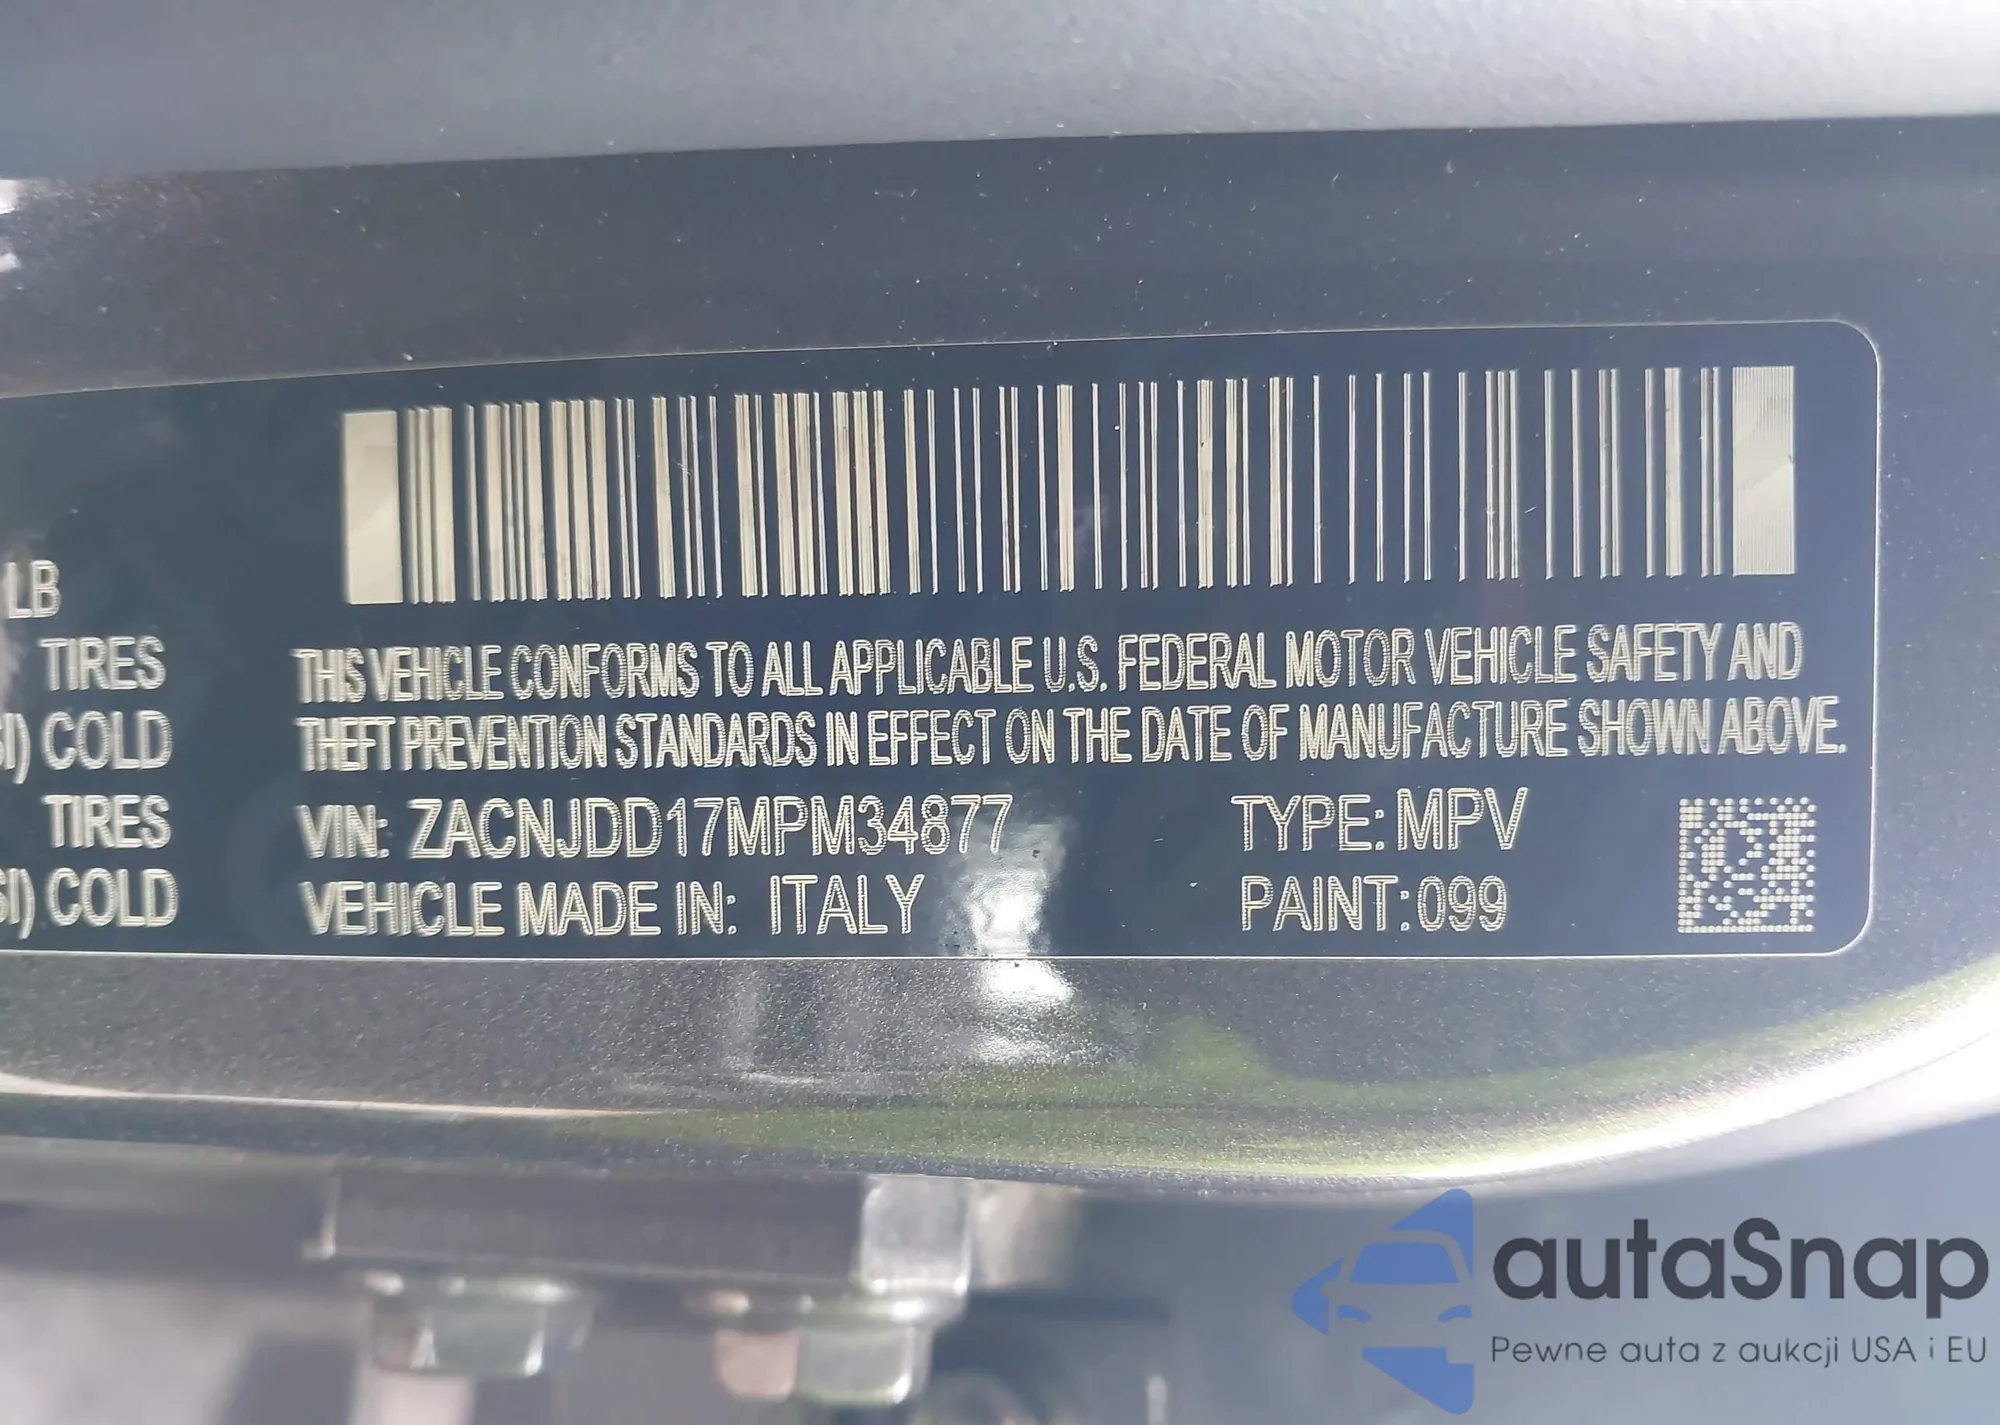 LB
TIRES
SI) COLD
TIRES
SI) COLD
THIS VEHICLE CONFORMS TO ALL APPLICABLE U.S. FEDERAL MOTOR VEHICLE SAFETY AND
THEFT PREVENTION STANDARDS IN EFFECT ON THE DATE OF MANUFACTURE SHOWN ABOVE.
VIN: ZACNJDD17MPM34877 TYPE: MPV
VEHICLE MADE IN: ITALY PAINT: 099
autaSnap
Pewne auta z aukcji USA i EU